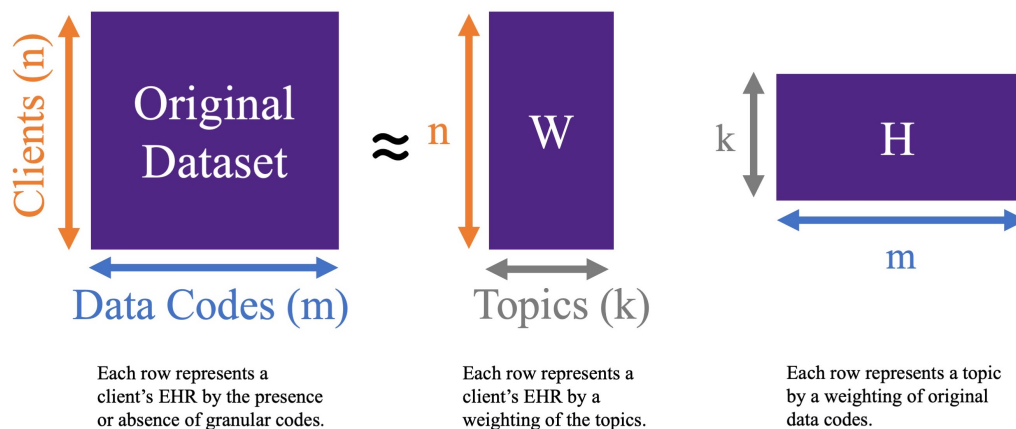 Clients (n)
Original
Dataset
Data Codes (m)
≈
n
W
Topics (k)
k
H
m
Each row represents a
client's EHR by the presence
or absence of granular codes.
Each row represents a
client's EHR by a
weighting of the topics.
Each row represents a topic
by a weighting of original
data codes.